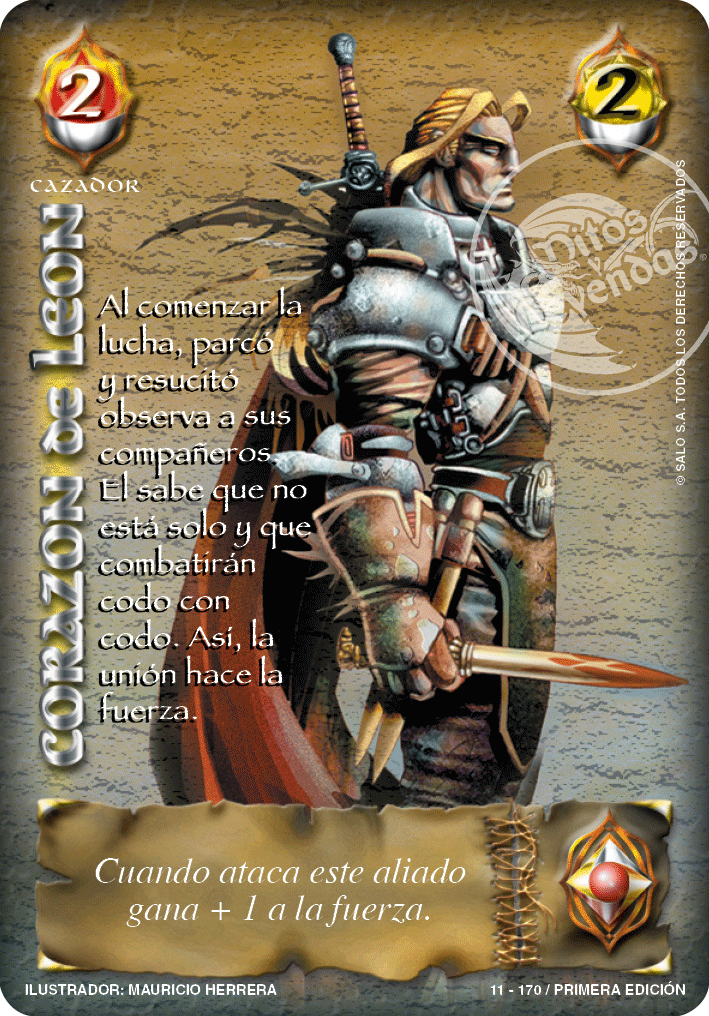 2
2
CAZADOR
CORAZON de LEON
Al comenzar la
lucha, parcó
y resucitó
observa a sus
compañeros.
El sabe que no
está solo y que
combatirán
codo con
codo. Así, la
unión hace la
fuerza.
Mitos
y
Leyendas
®
© SALO S.A. TODOS LOS DERECHOS RESERVADOS
Cuando ataca este aliado
gana + 1 a la fuerza.
ILUSTRADOR: MAURICIO HERRERA
11 - 170 / PRIMERA EDICIÓN